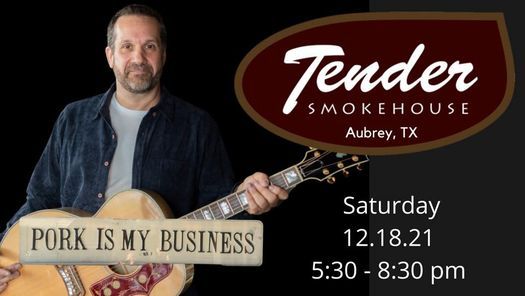 Tender
SMOKEHOUSE
Aubrey, TX
PORK IS MY BUSINESS
Saturday
12.18.21
5:30 - 8:30 pm